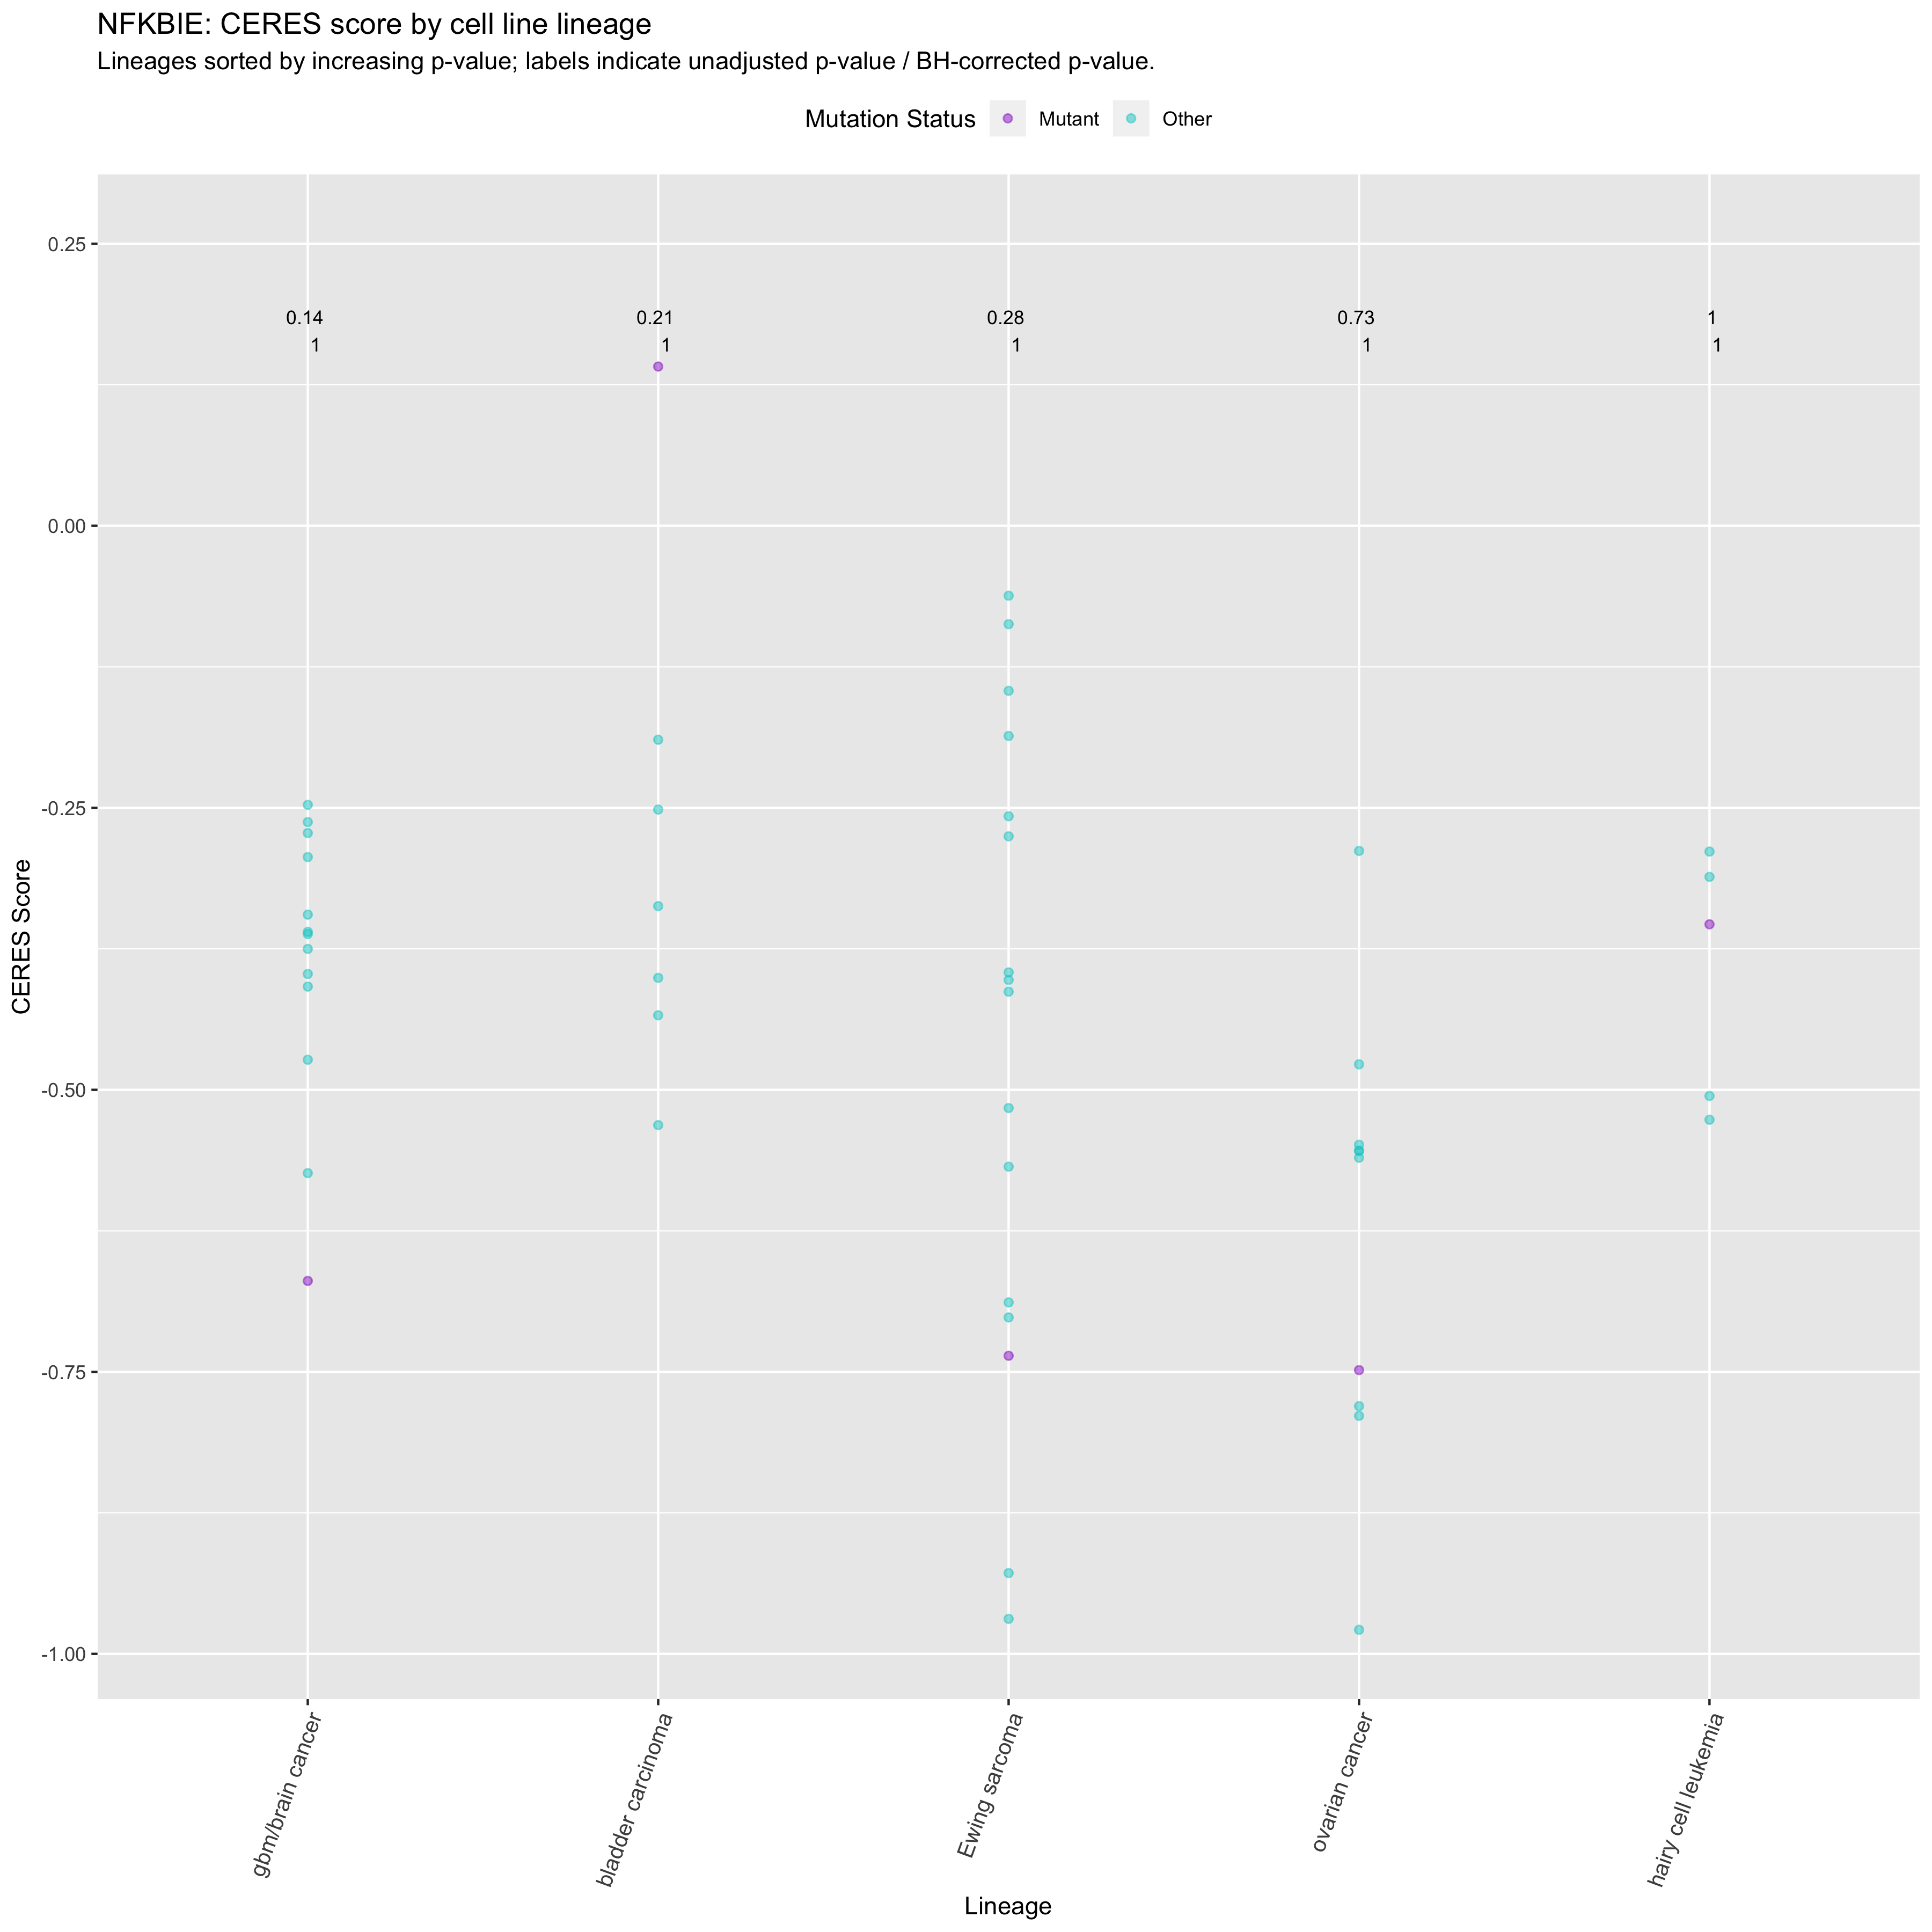 NFKBIE: CERES score by cell line lineage
Lineages sorted by increasing p-value; labels indicate unadjusted p-value / BH-corrected p-value.
Mutation Status Mutant Other
0.25
0.14 0.21 0.28 0.73 1
1 1 1 1 1
0.00
-0.25
CERES Score
-0.50
-0.75
-1.00
gbm/brain cancer
bladder carcinoma
Ewing sarcoma
ovarian cancer
hairy cell leukemia
Lineage